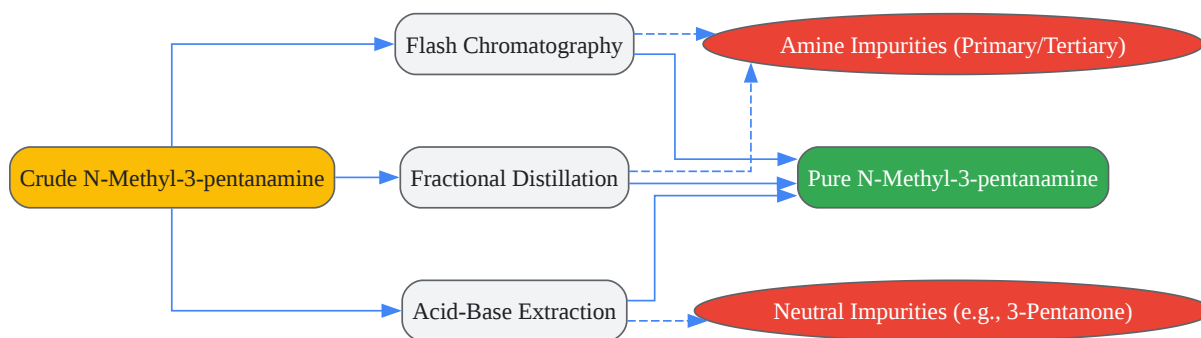 Flash Chromatography
Amine Impurities (Primary/Tertiary)
Crude N-Methyl-3-pentanamine
Fractional Distillation
Pure N-Methyl-3-pentanamine
Acid-Base Extraction
Neutral Impurities (e.g., 3-Pentanone)